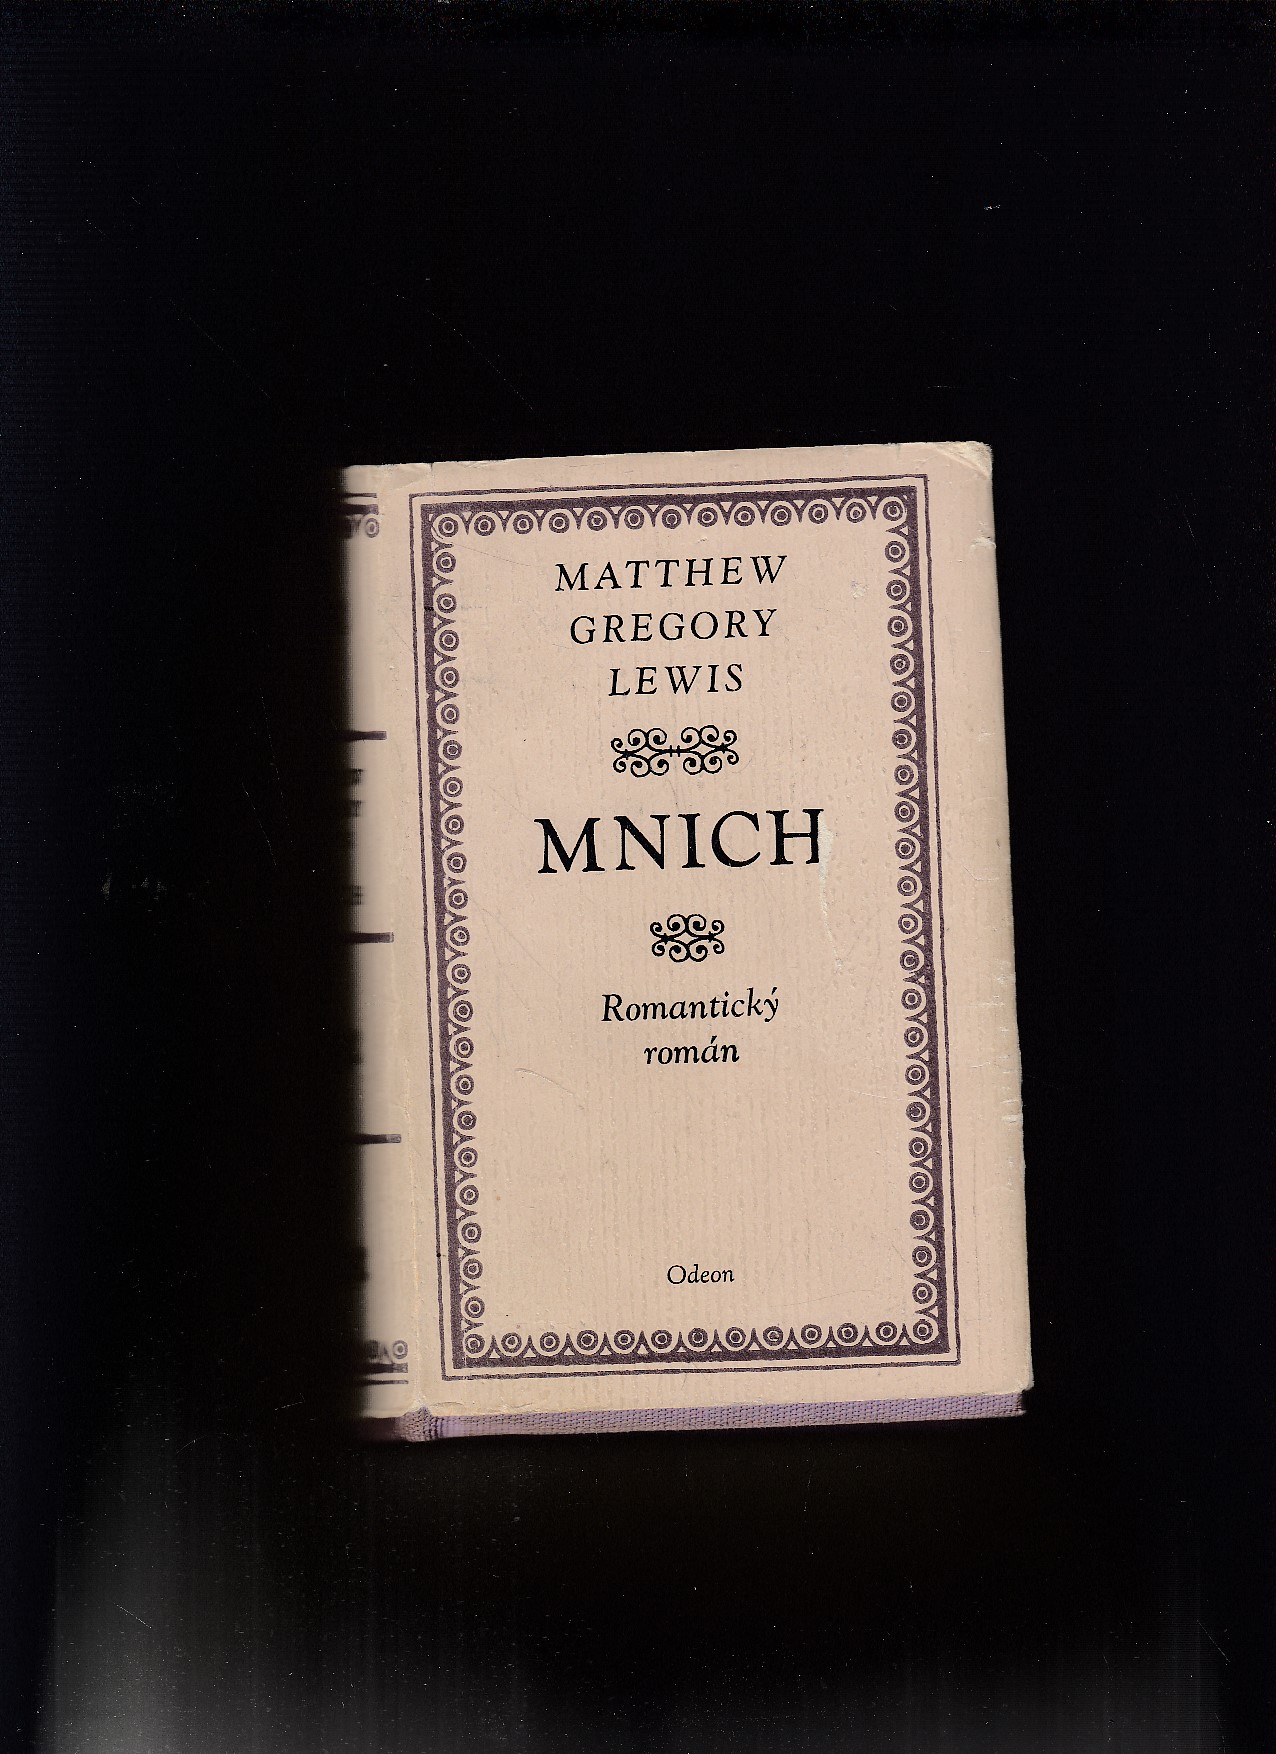 MATTHEW
GREGORY
LEWIS
MNICH
Romantický
román
Odeon